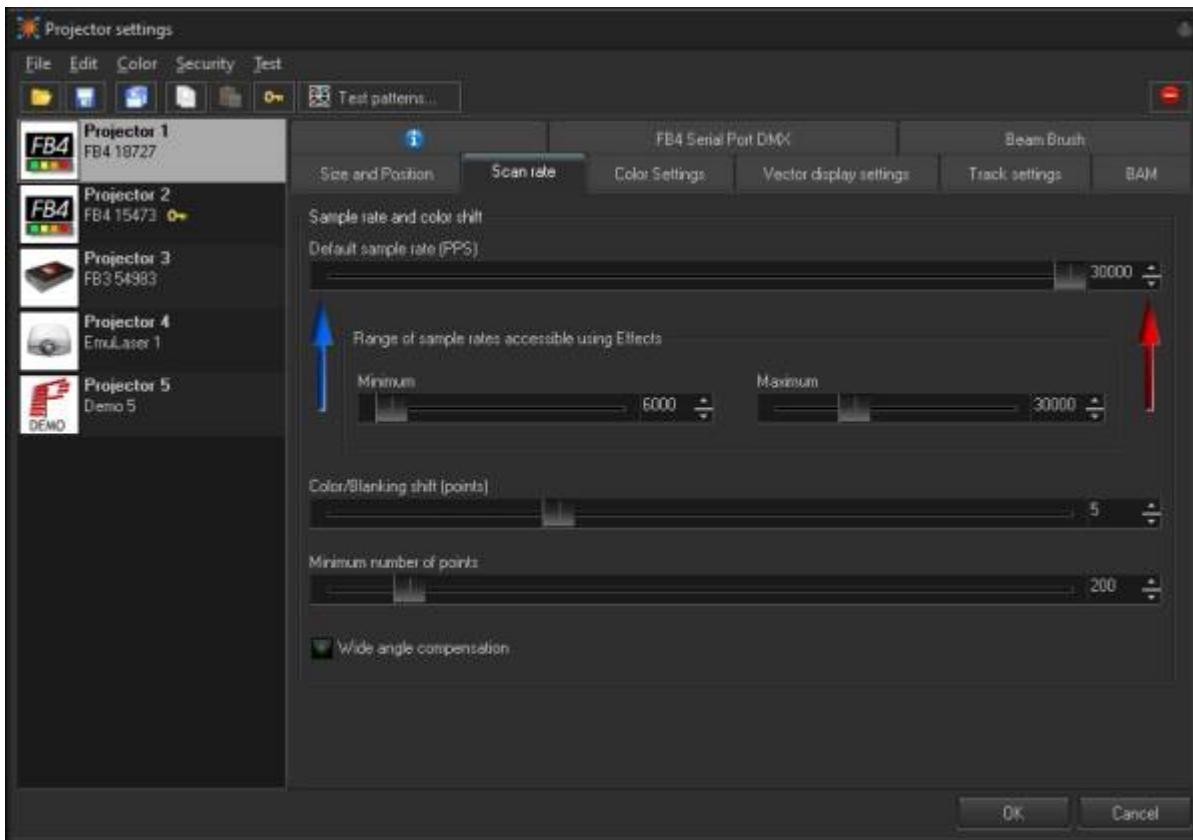 Projector settings
File Edit Color Security Test
Test patterns...
FB4
Projector 1
FB4 18727
FB4
Projector 2
FB4 15473
Projector 3
FB3 54983
Projector 4
EmuLaser 1
DEMO
Projector 5
Demo 5
FB4 Serial Port DMX Beam Brush
Size and Position Scan rate Color Settings Vector display settings Track settings BAM
Sample rate and color shift
Default sample rate (PPS)
30000
Range of sample rates accessible using Effects
Minimum Maximum
6000 30000
Color/Blanking shift (points)
5
Minimum number of points
200
Wide angle compensation
OK Cancel